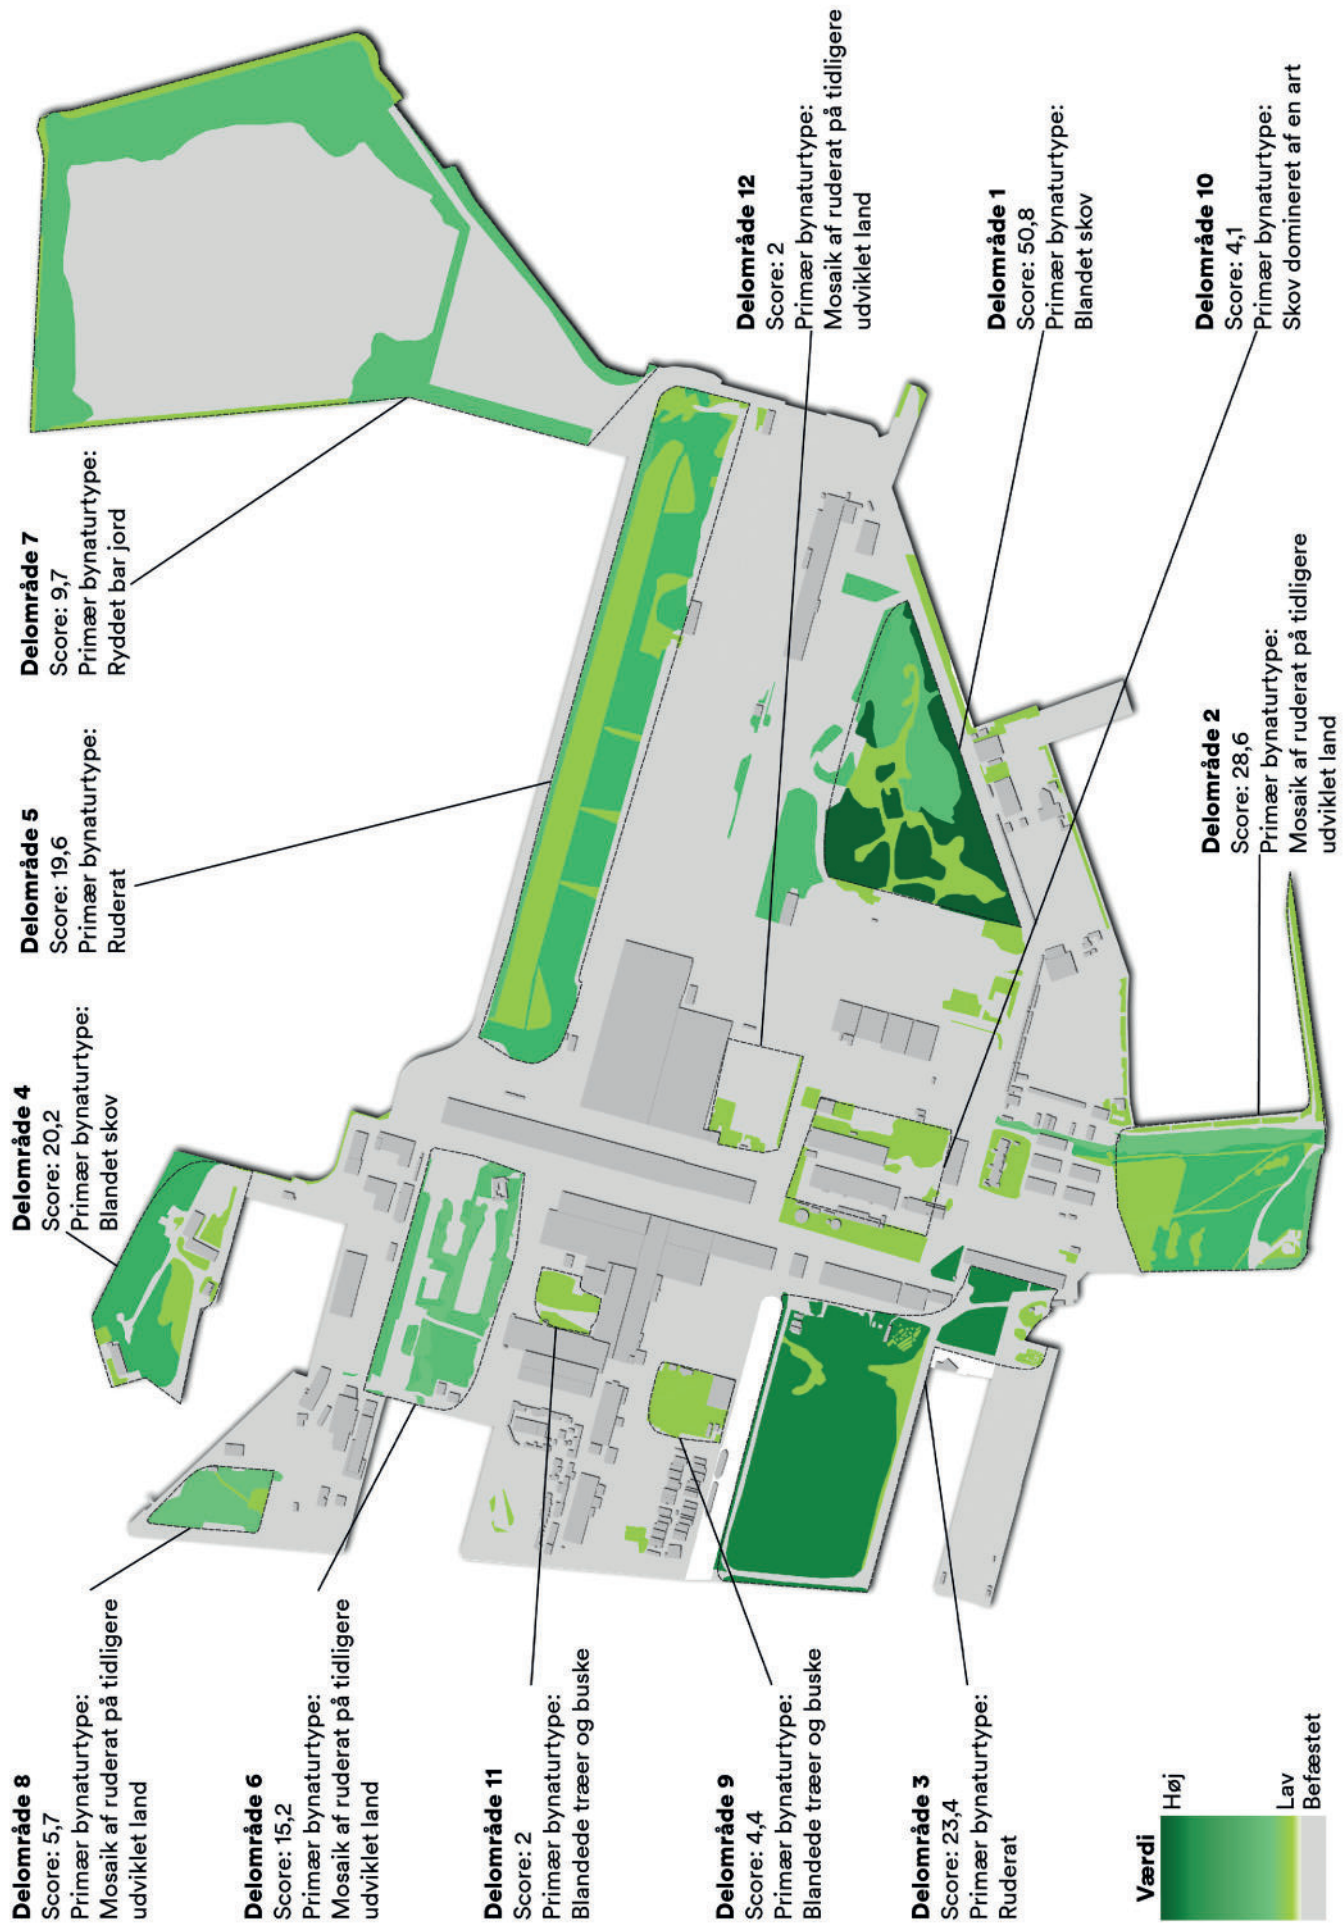 Delområde 8
Score: 5,7
Primær bynaturtype:
Mosaik af ruderat på tidligere
udviklet land
Delområde 4
Score: 20,2
Primær bynaturtype:
Blandet skov
Delområde 5
Score: 19,6
Primær bynaturtype:
Ruderat
Delområde 7
Score: 9,7
Primær bynaturtype:
Ryddet bar jord
Delområde 6
Score: 15,2
Primær bynaturtype:
Mosaik af ruderat på tidligere
udviklet land
Delområde 11
Score: 2
Primær bynaturtype:
Blandede træer og buske
Delområde 9
Score: 4,4
Primær bynaturtype:
Blandede træer og buske
Delområde 3
Score: 23,4
Primær bynaturtype:
Ruderat
Delområde 12
Score: 2
Primær bynaturtype:
Mosaik af ruderat på tidligere
udviklet land
Delområde 1
Score: 50,8
Primær bynaturtype:
Blandet skov
Delområde 10
Score: 4,1
Primær bynaturtype:
Skov domineret af en art
Delområde 2
Score: 28,6
Primær bynaturtype:
Mosaik af ruderat på tidligere
udviklet land
Værdi
Høj
Lav
Befæstet